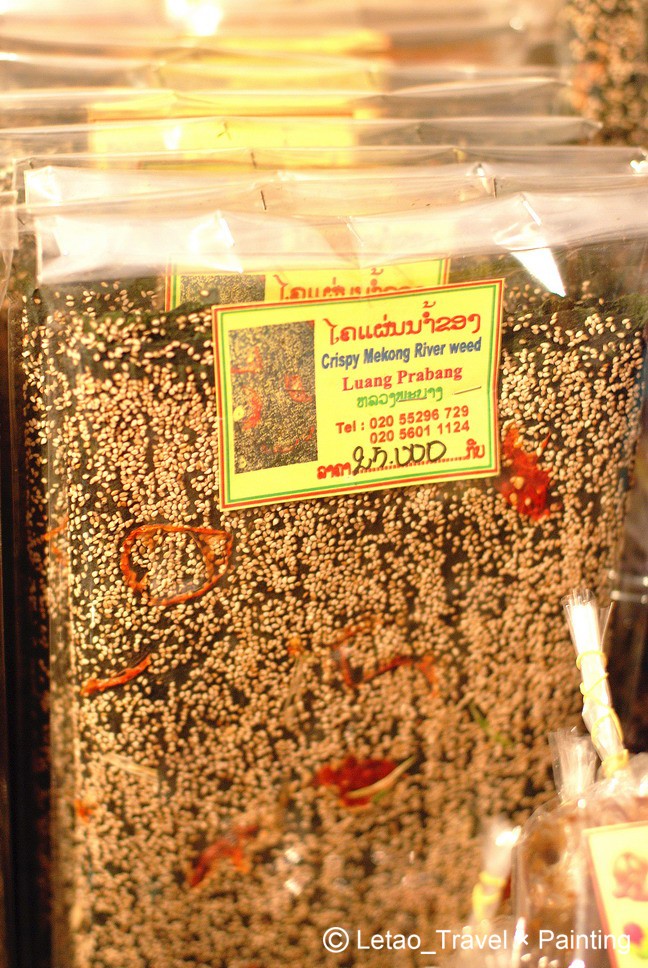 ໄຄແຜ່ນນ້ຳຂອງ
Crispy Mekong River weed
Luang Prabang
ຫລວງພະບາງ
Tel : 020 55296 729
020 5601 1124
ລາຄາ 25.000 ກີບ
© Letao_Travel × Painting